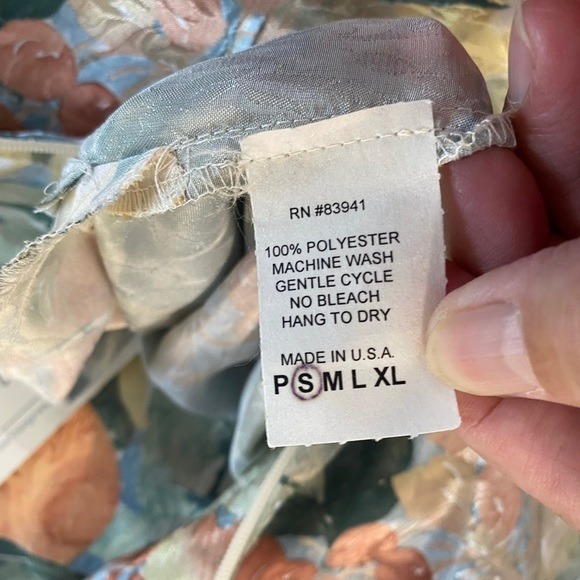 RN #83941
100% POLYESTER
MACHINE WASH
GENTLE CYCLE
NO BLEACH
HANG TO DRY
MADE IN U.S.A.
P S M L XL